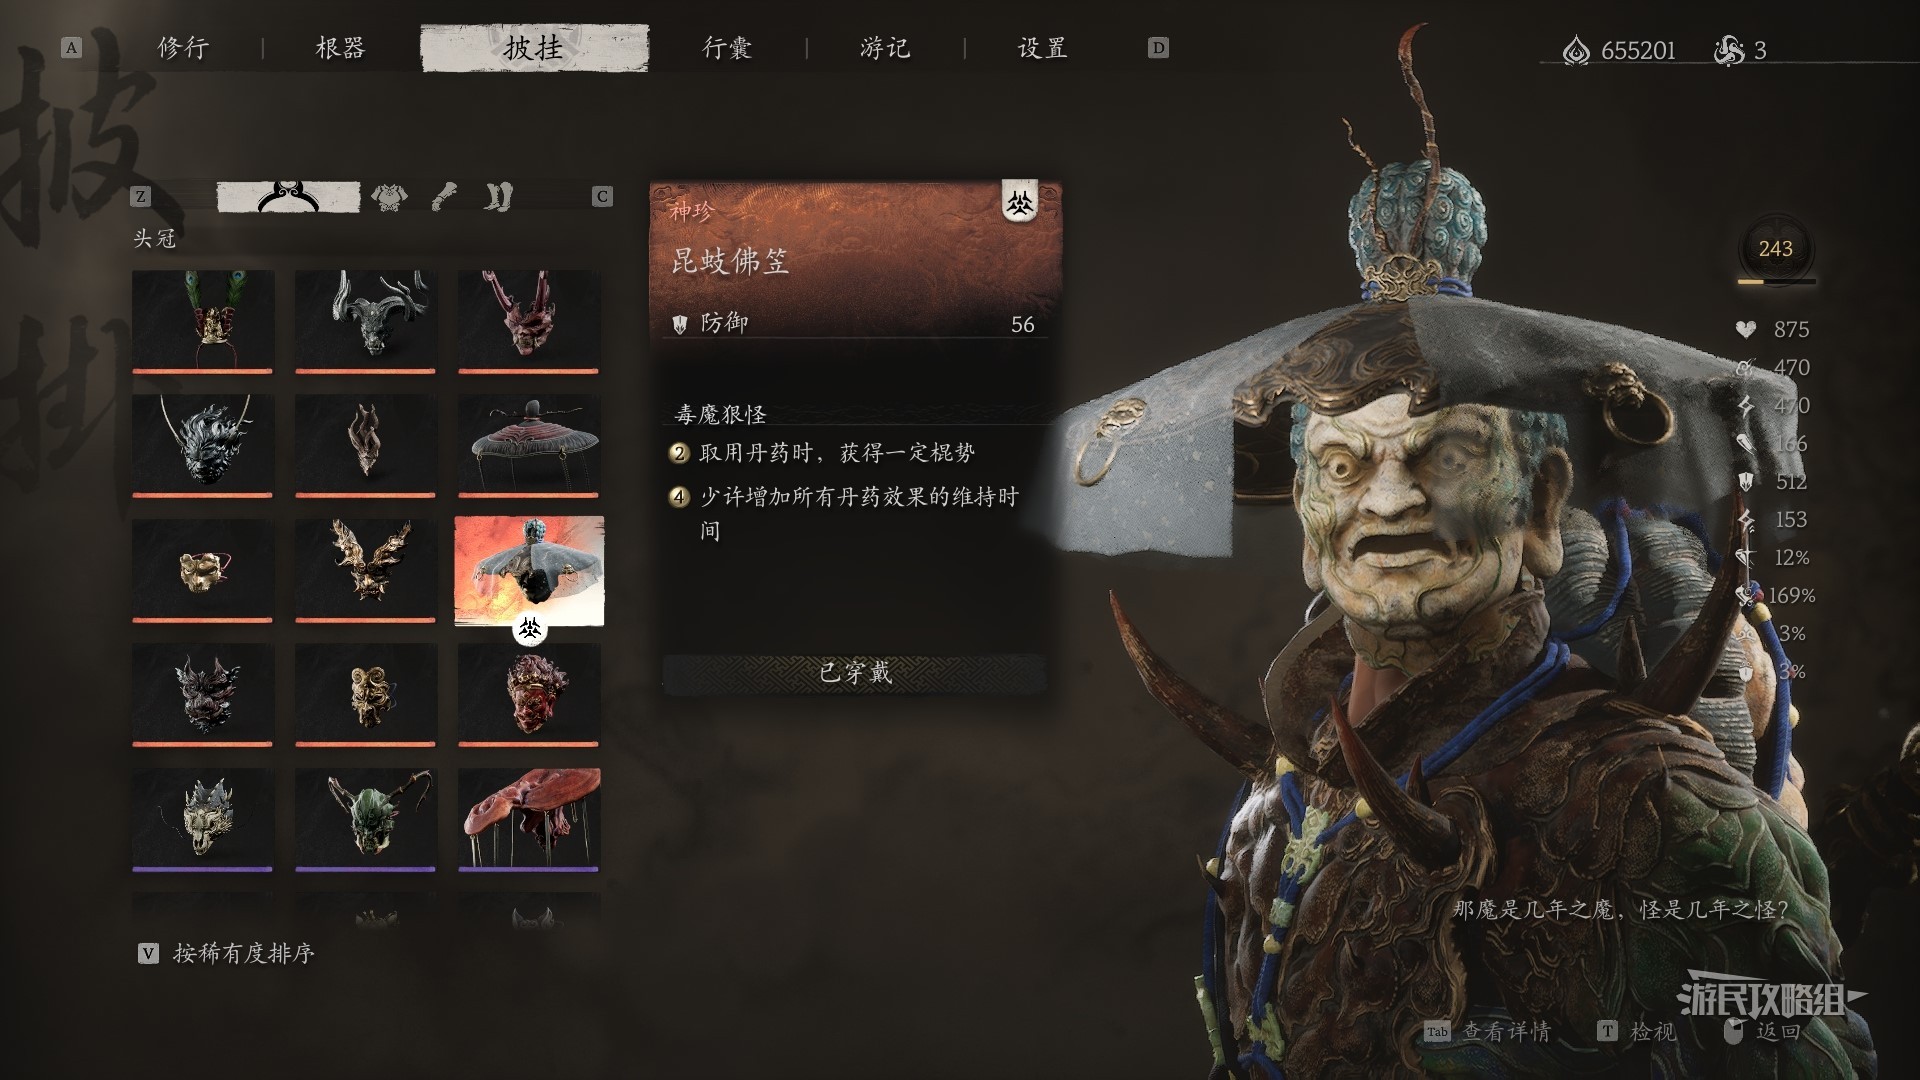 A 修行 根器 披挂 行囊 游记 设置 D
655201 3
披掛
Z C
头冠
神珍
昆蚑佛笠
防御 56
毒魔狠怪
2 取用丹药时，获得一定棍势
4 少许增加所有丹药效果的维持时
间
已穿戴
243
875
470
470
166
512
153
12%
169%
3%
3%
那魔是几年之魔，怪是几年之怪？
V 按稀有度排序
游民攻略组
Tab 查看详情 T 检视 返回